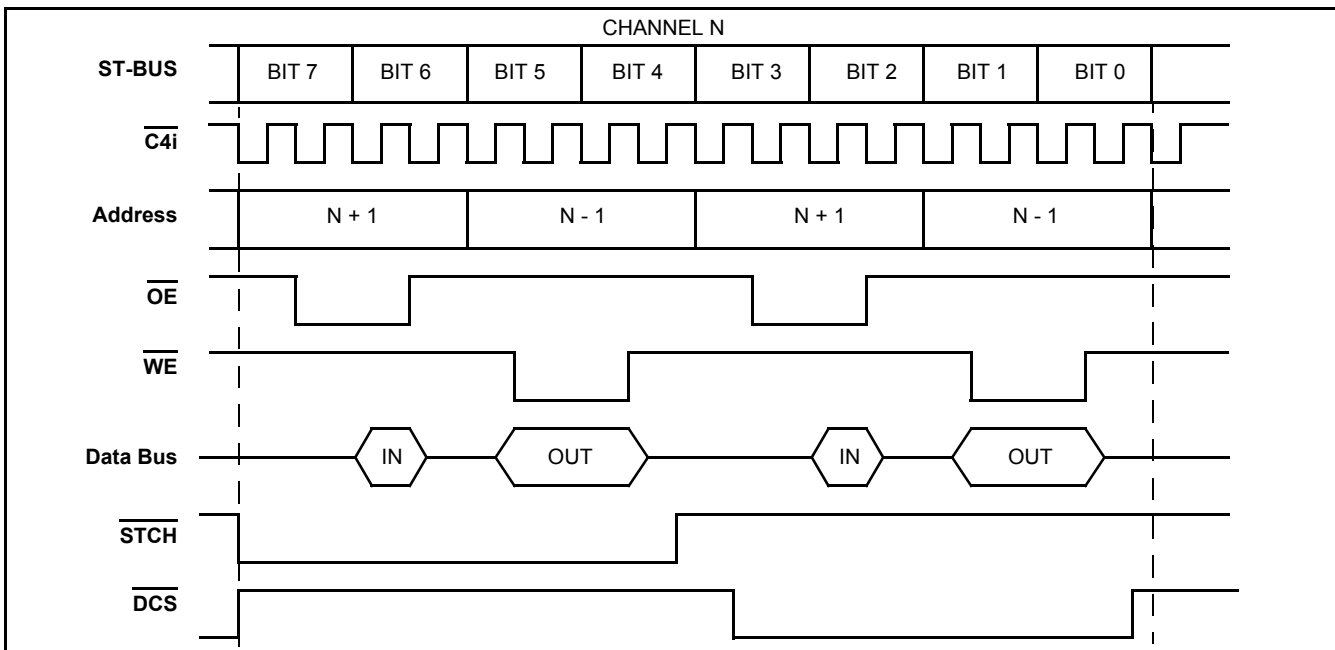 CHANNEL N
ST-BUS BIT 7 BIT 6 BIT 5 BIT 4 BIT 3 BIT 2 BIT 1 BIT 0
C4i
Address N + 1 N - 1 N + 1 N - 1
OE
WE
Data Bus IN OUT IN OUT
STCH
DCS